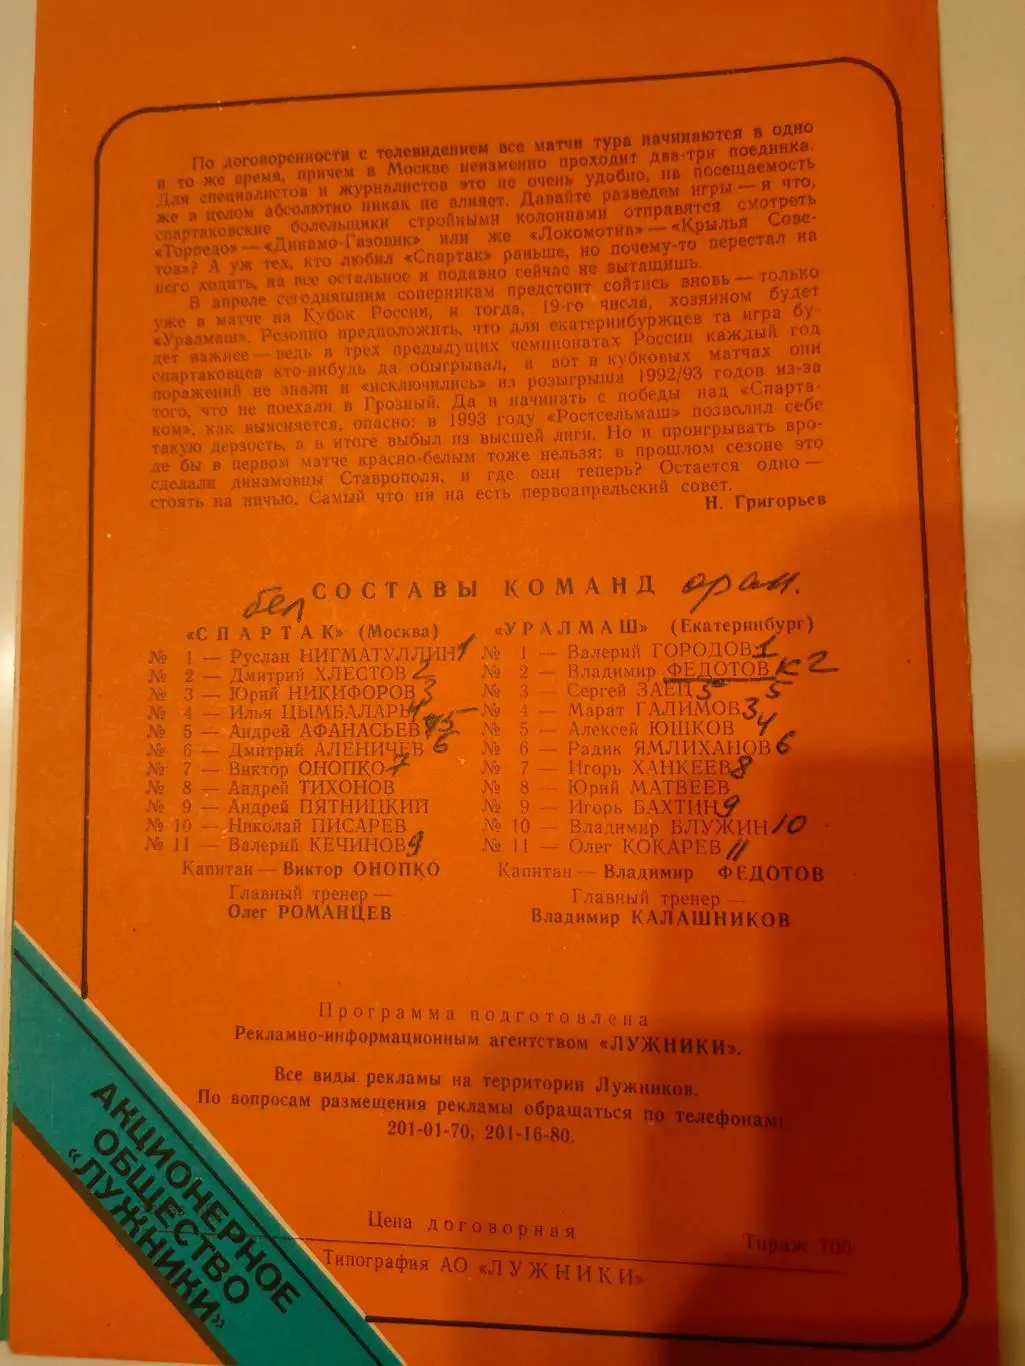 По договоренности с телевидением все матчи тура начинаются в одно
и то же время, причем в Москве неизменно проходит два-три поединка.
Для специалистов и журналистов это не очень удобно, на посещаемость
же в целом абсолютно никак не влияет. Давайте разведем игры — и что,
спартаковские болельщики стройными колоннами отправятся смотреть
«Торпедо» — «Динамо-Газовик» или же «Локомотив» — «Крылья Сове-
тов»? А уж тех, кто любил «Спартак» раньше, но почему-то перестал на
него ходить, на все остальное и подавно сейчас не вытащишь.
В апреле сегодняшним соперникам предстоит сойтись вновь — только
уже в матче на Кубок России, и тогда, 19-го числа, хозяином будет
«Уралмаш». Резонно предположить, что для екатеринбуржцев та игра бу-
дет важнее — ведь в трех предыдущих чемпионатах России каждый год
спартаковцев кто-нибудь да обыгрывал, а вот в кубковых матчах они
поражений не знали и «исключились» из розыгрыша 1992/93 годов из-за
того, что не поехали в Грозный. Да и начинать с победы над «Спарта-
ком», как выясняется, опасно: в 1993 году «Ростсельмаш» позволил себе
такую дерзость, а в итоге выбыл из высшей лиги. Но и проигрывать вро-
де бы в первом матче красно-белым тоже нельзя: в прошлом сезоне это
сделали динамовцы Ставрополя, и где они теперь? Остается одно —
стоять на ничью. Самый что ни на есть первоапрельский совет.
Н. Григорьев
СОСТАВЫ КОМАНД
бел оран.
«СПАРТАК» (Москва)
№ 1 — Руслан НИГМАТУЛЛИН 1
№ 2 — Дмитрий ХЛЕСТОВ 2
№ 3 — Юрий НИКИФОРОВ 3
№ 4 — Илья ЦЫМБАЛАРЬ
№ 5 — Андрей АФАНАСЬЕВ
№ 6 — Дмитрий АЛЕНИЧЕВ 6
№ 7 — Виктор ОНОПКО 7
№ 8 — Андрей ТИХОНОВ
№ 9 — Андрей ПЯТНИЦКИЙ
№ 10 — Николай ПИСАРЕВ
№ 11 — Валерий КЕЧИНОВ 9
Капитан — Виктор ОНОПКО
Главный тренер —
Олег РОМАНЦЕВ
«УРАЛМАШ» (Екатеринбург)
№ 1 — Валерий ГОРОДОВ 1
№ 2 — Владимир ФЕДОТОВ К 2
№ 3 — Сергей ЗАЕЦ 5 5
№ 4 — Марат ГАЛИМОВ 3
№ 5 — Алексей ЮШКОВ 4
№ 6 — Радик ЯМЛИХАНОВ 6
№ 7 — Игорь ХАНКЕЕВ 8
№ 8 — Юрий МАТВЕЕВ
№ 9 — Игорь БАХТИН 9
№ 10 — Владимир БЛУЖИН 10
№ 11 — Олег КОКАРЕВ 11
Капитан — Владимир ФЕДОТОВ
Главный тренер —
Владимир КАЛАШНИКОВ
Программа подготовлена
Рекламно-информационным агентством «ЛУЖНИКИ».
Все виды рекламы на территории Лужников.
По вопросам размещения рекламы обращаться по телефонам:
201-01-70, 201-16-80.
Цена договорная
Тираж 700
Типография АО «ЛУЖНИКИ»
АКЦИОНЕРНОЕ
ОБЩЕСТВО
«ЛУЖНИКИ»